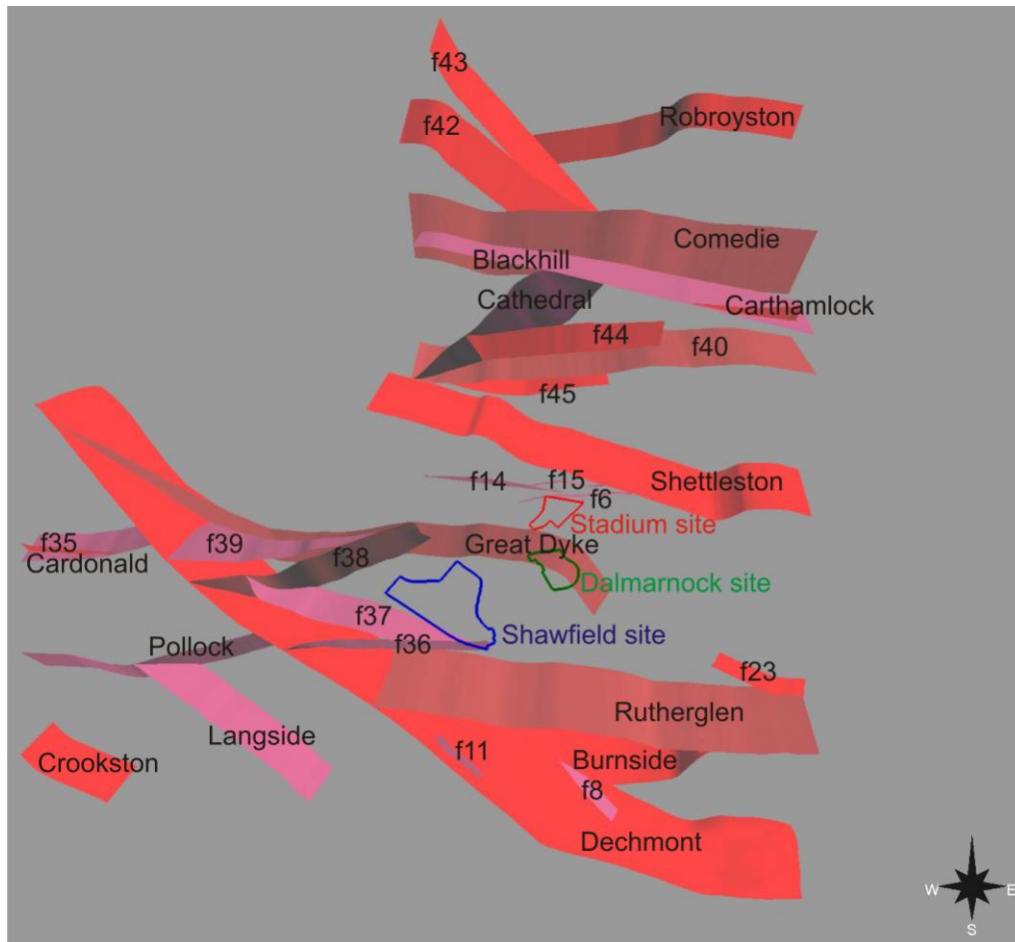 f43
Robroyston
f42
Comedie
Blackhill
Cathedral
Carthamlock
f44
f40
f45
f14
f15
Shettleston
f6
Stadium site
f35
f39
Great Dyke
Cardonald
f38
Dalmarnock site
f37
Shawfield site
Pollock
f36
f23
Rutherglen
Langside
f11
Burnside
Crookston
f8
Dechmont
W
E
S